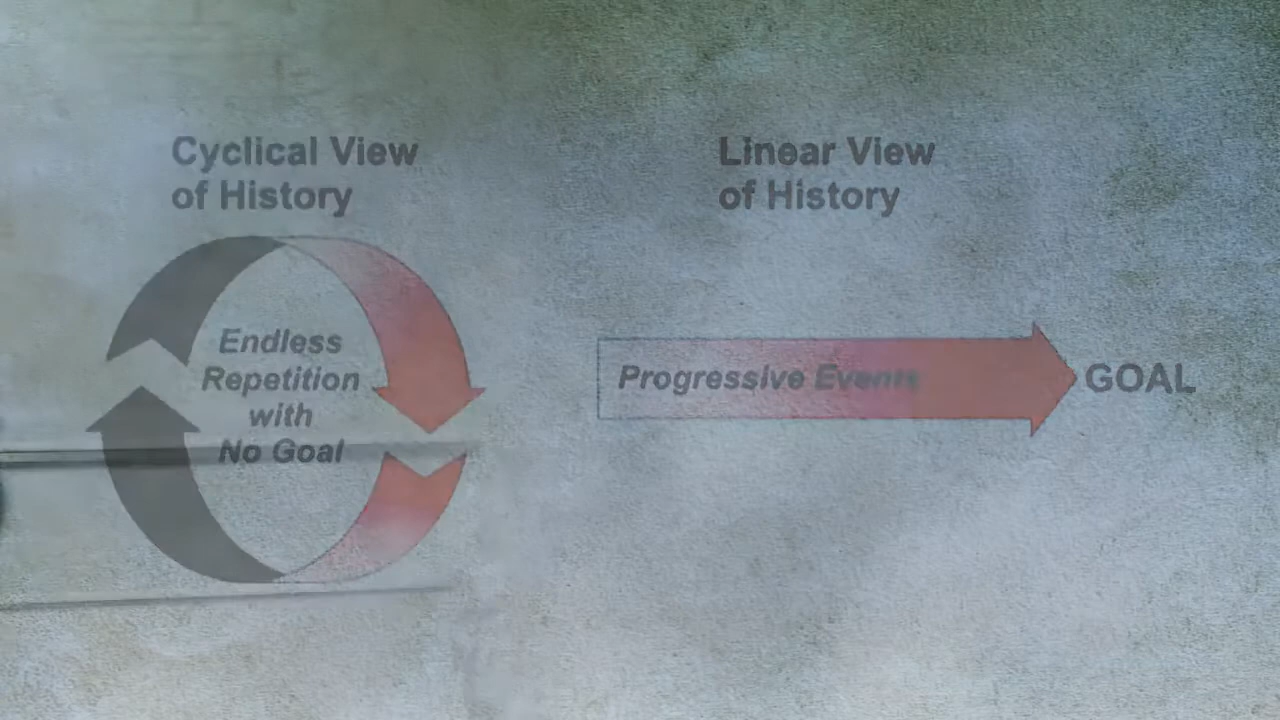 Cyclical View
of History
Endless
Repetition
with
No Goal
Linear View
of History
Progressive Events
GOAL